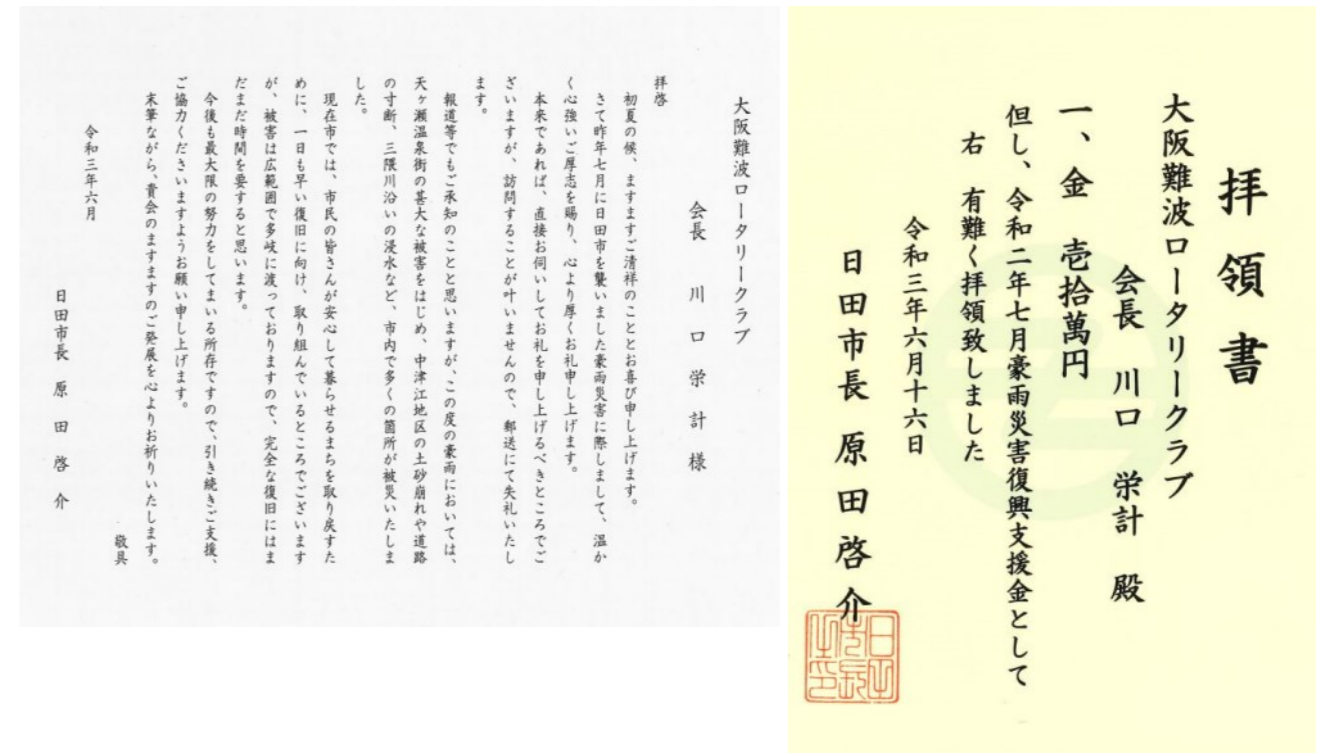 大阪難波ロータリークラブ
会長 川口栄計様
拝啓
初夏の候、ますますご清祥のこととお喜び申し上げます。
さて昨年七月に日田市を襲いました豪雨災害に際しまして、温か
く心強いご厚志を賜り、心より厚くお礼申し上げます。
本来であれば、直接お伺いしてお礼を申し上げるべきところでご
ざいますが、訪問することが叶いませんので、郵送にて失礼いたし
ます。
報道等でもご承知のことと思いますが、この度の豪雨においては、
天ヶ瀬温泉街の甚大な被害をはじめ、中津江地区の土砂崩れや道路
の寸断、三隈川沿いの浸水など、市内で多くの箇所が被災いたしま
した。
現在市では、市民の皆さんが安心して暮らせるまちを取り戻すた
めに、一日も早い復旧に向け、取り組んでいるところでございます
が、被害は広範囲で多岐に渡っておりますので、完全な復旧にはま
だまだ時間を要すると思います。
今後も最大限の努力をしてまいる所存ですので、引き続きご支援、
ご協力くださいますようお願い申し上げます。
末筆ながら、貴会のますますのご発展を心よりお祈りいたします。
敬具
令和三年六月
日田市長 原田啓介
拝領書
大阪難波ロータリークラブ
会長 川口 栄計 殿
一、金 壱拾萬円
但し、令和二年七月豪雨災害復興支援金として
右 有難く拝領致しました
令和三年六月十六日
日田市長 原田啓介
日田市長之印